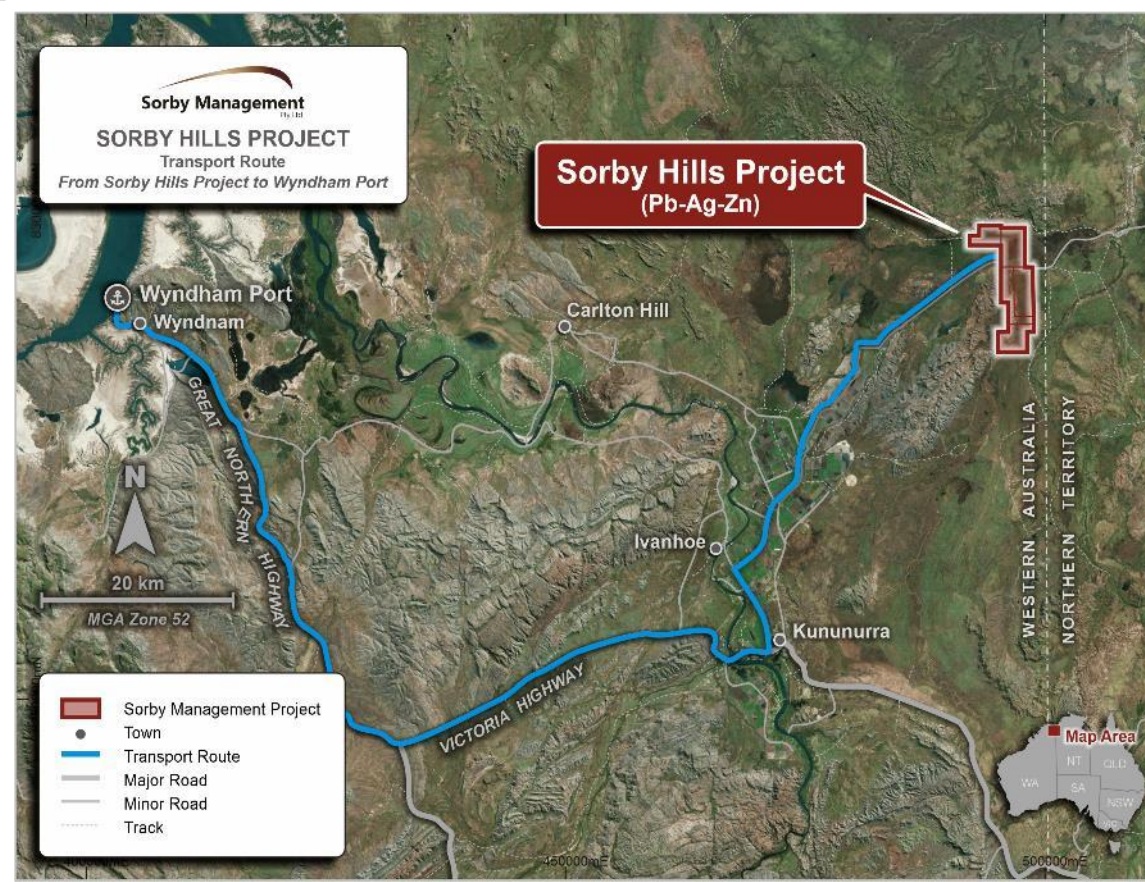 Sorby Management
Pty Ltd
SORBY HILLS PROJECT
Transport Route
From Sorby Hills Project to Wyndham Port
Sorby Hills Project
(Pb-Ag-Zn)
Wyndham Port
Wyndnam
Carlton Hill
GREAT NORTHERN HIGHWAY
WESTERN AUSTRALIA
NORTHERN TERRITORY
N
20 km
MGA Zone 52
Ivanhoe
Kununurra
VICTORIA HIGHWAY
Sorby Management Project
Town
Transport Route
Major Road
Minor Road
Track
Map Area
WA
NT
QLD
SA
NSW
450000mE
500000mE